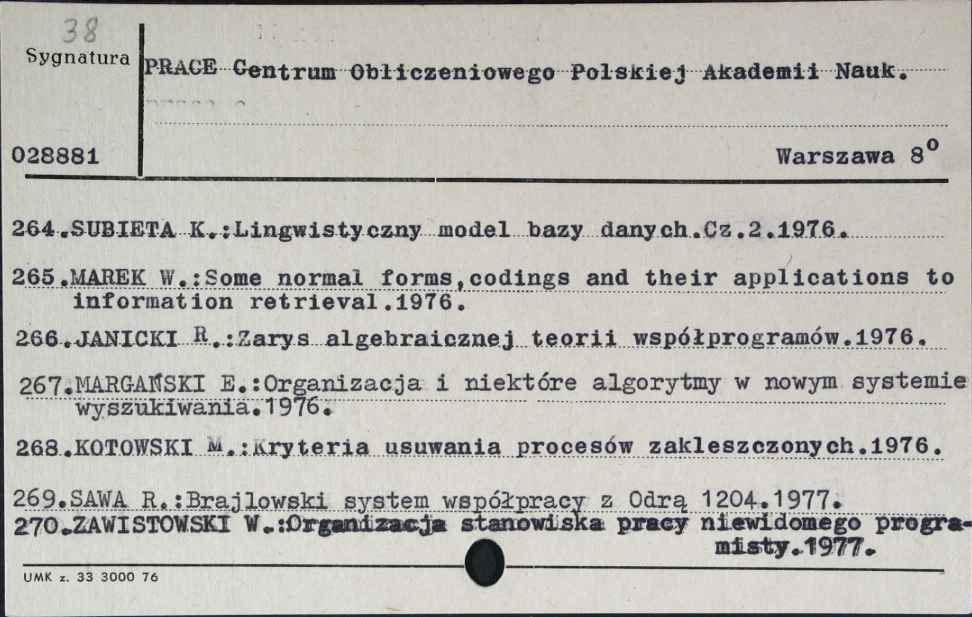 38
Sygnatura
PRACE Centrum Obliczeniowego Polskiej Akademii Nauk.
028881
Warszawa 8⁰
264.SUBIETA K.:Lingwistyczny model bazy danych.Cz.2.1976.
265.MAREK W.:Some normal forms,codings and their applications to
information retrieval.1976.
266.JANICKI R.:Zarys algebraicznej teorii współprogramów.1976.
267.MARGAŃSKI E.:Organizacja i niektóre algorytmy w nowym systemie
wyszukiwania.1976.
268.KOTOWSKI M.:Kryteria usuwania procesów zakleszczonych.1976.
269.SAWA R.:Brajlowski system współpracy z Odrą 1204.1977.
270.ZAWISTOWSKI W.:Organizacja stanowiska pracy niewidomego progra-
misty.1977.
UMK z. 33 3000 76